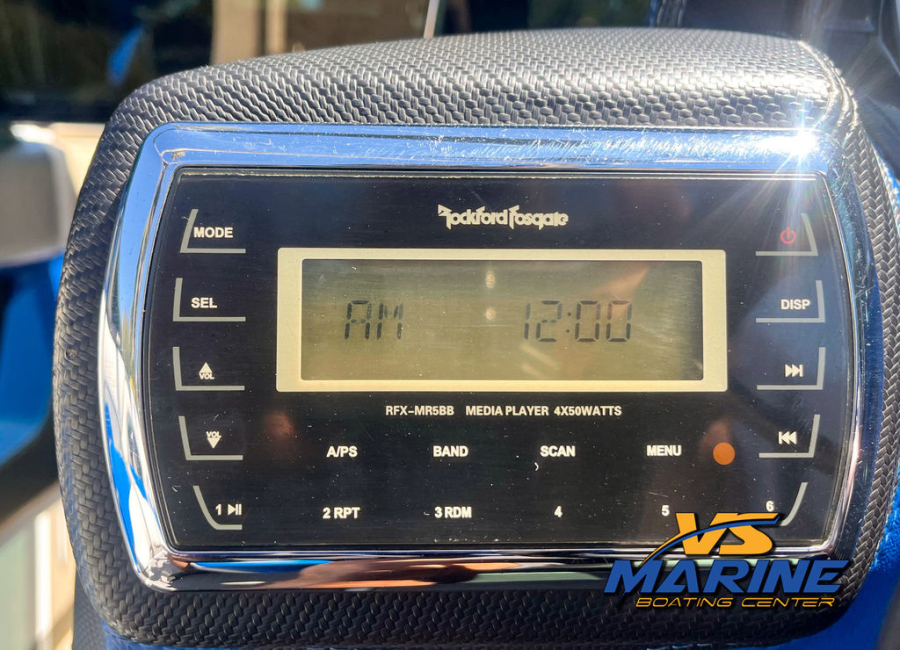 Rockford Fosgate
MODE
SEL
DISP
AM 12:00
VOL
VOL
RFX-MR5BB MEDIA PLAYER 4X50WATTS
A/PS BAND SCAN MENU
1 2 RPT 3 RDM 4 5 6
VS
MARINE
BOATING CENTER